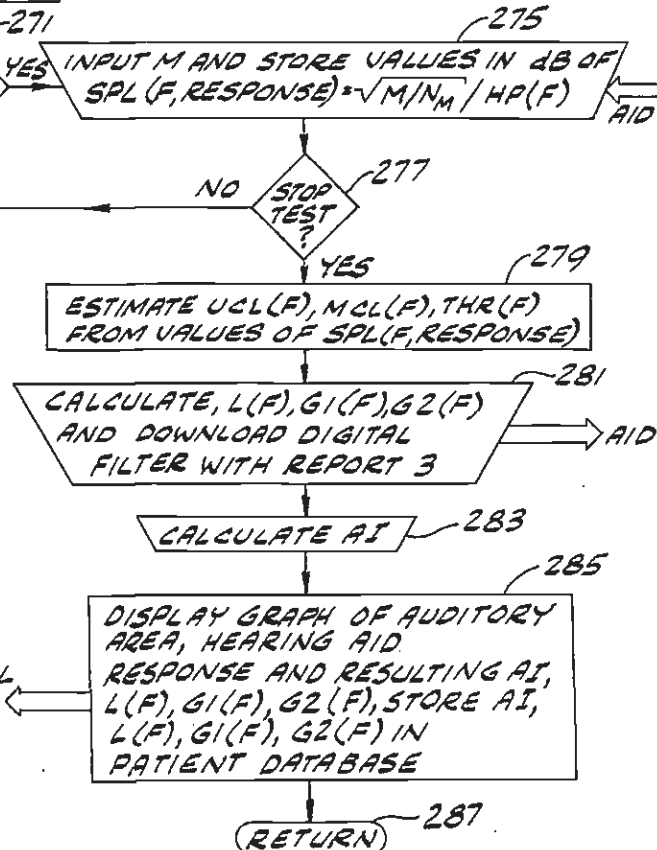 271
275
YES
INPUT M AND STORE VALUES IN dB OF
SPL(F,RESPONSE)=√M/N_M / HP(F)
AID
NO
STOP
TEST
?
277
YES
279
ESTIMATE UCL(F), MCL(F), THR(F)
FROM VALUES OF SPL(F,RESPONSE)
281
CALCULATE, L(F), G1(F), G2(F)
AND DOWNLOAD DIGITAL
FILTER WITH REPORT 3
AID
CALCULATE AI
283
285
DISPLAY GRAPH OF AUDITORY
AREA, HEARING AID
RESPONSE AND RESULTING AI,
L(F), G1(F), G2(F), STORE AI,
L(F), G1(F), G2(F) IN
PATIENT DATABASE
RETURN
287